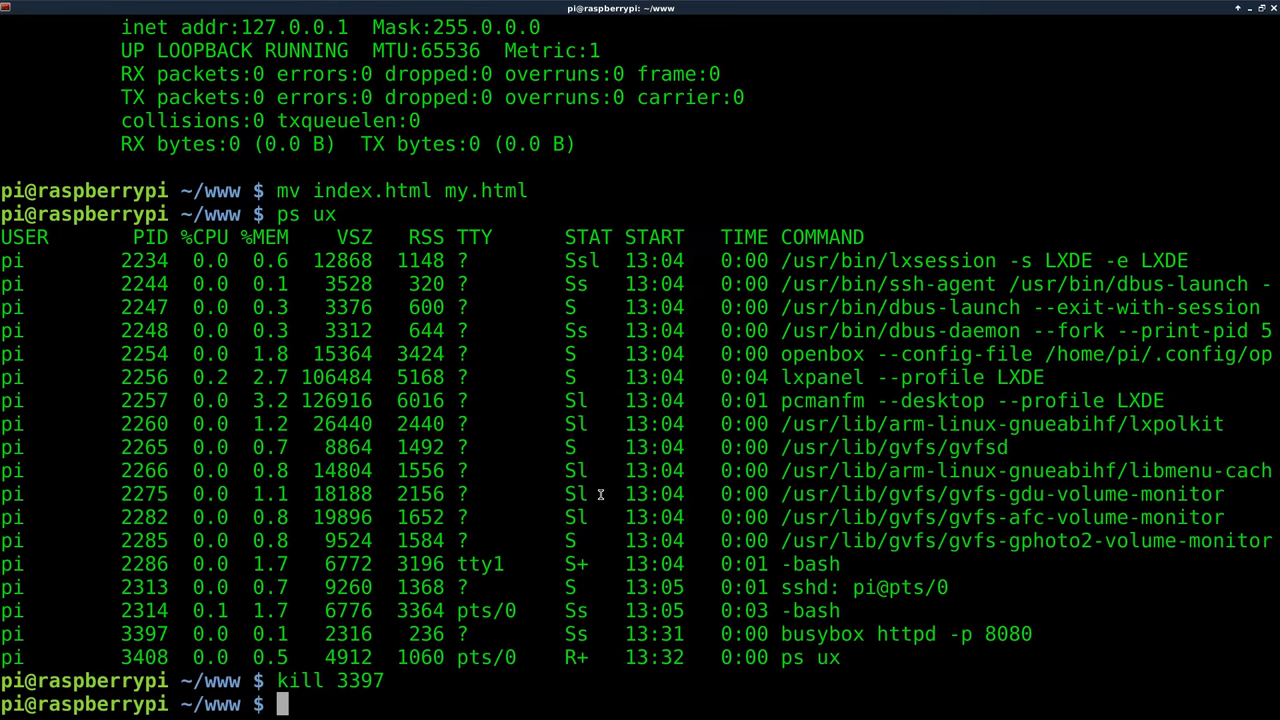 pi@raspberrypi: ~/www
inet addr:127.0.0.1  Mask:255.0.0.0
UP LOOPBACK RUNNING  MTU:65536  Metric:1
RX packets:0 errors:0 dropped:0 overruns:0 frame:0
TX packets:0 errors:0 dropped:0 overruns:0 carrier:0
collisions:0 txqueuelen:0
RX bytes:0 (0.0 B)  TX bytes:0 (0.0 B)
pi@raspberrypi ~/www $ mv index.html my.html
pi@raspberrypi ~/www $ ps ux
USER       PID %CPU %MEM    VSZ   RSS TTY      STAT START   TIME COMMAND
pi        2234  0.0  0.6  12868  1148 ?        Ssl  13:04   0:00 /usr/bin/lxsession -s LXDE -e LXDE
pi        2244  0.0  0.1   3528   320 ?        Ss   13:04   0:00 /usr/bin/ssh-agent /usr/bin/dbus-launch -
pi        2247  0.0  0.3   3376   600 ?        S    13:04   0:00 /usr/bin/dbus-launch --exit-with-session
pi        2248  0.0  0.3   3312   644 ?        Ss   13:04   0:00 /usr/bin/dbus-daemon --fork --print-pid 5
pi        2254  0.0  1.8  15364  3424 ?        S    13:04   0:00 openbox --config-file /home/pi/.config/op
pi        2256  0.2  2.7 106484  5168 ?        S    13:04   0:04 lxpanel --profile LXDE
pi        2257  0.0  3.2 126916  6016 ?        Sl   13:04   0:01 pcmanfm --desktop --profile LXDE
pi        2260  0.0  1.2  26440  2440 ?        Sl   13:04   0:00 /usr/lib/arm-linux-gnueabihf/lxpolkit
pi        2265  0.0  0.7   8864  1492 ?        S    13:04   0:00 /usr/lib/gvfs/gvfsd
pi        2266  0.0  0.8  14804  1556 ?        Sl   13:04   0:00 /usr/lib/arm-linux-gnueabihf/libmenu-cach
pi        2275  0.0  1.1  18188  2156 ?        Sl   13:04   0:00 /usr/lib/gvfs/gvfs-gdu-volume-monitor
pi        2282  0.0  0.8  19896  1652 ?        Sl   13:04   0:00 /usr/lib/gvfs/gvfs-afc-volume-monitor
pi        2285  0.0  0.8   9524  1584 ?        S    13:04   0:00 /usr/lib/gvfs/gvfs-gphoto2-volume-monitor
pi        2286  0.0  1.7   6772  3196 tty1     S+   13:04   0:01 -bash
pi        2313  0.0  0.7   9260  1368 ?        S    13:05   0:01 sshd: pi@pts/0
pi        2314  0.1  1.7   6776  3364 pts/0    Ss   13:05   0:03 -bash
pi        3397  0.0  0.1   2316   236 ?        Ss   13:31   0:00 busybox httpd -p 8080
pi        3408  0.0  0.5   4912  1060 pts/0    R+   13:32   0:00 ps ux
pi@raspberrypi ~/www $ kill 3397
pi@raspberrypi ~/www $